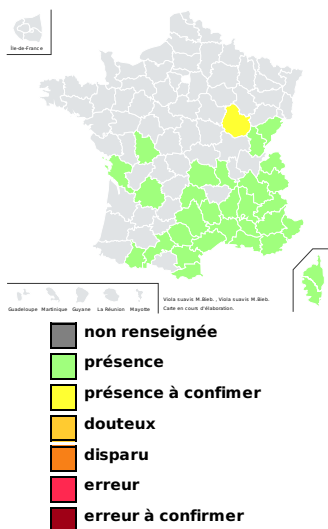 Île-de-France
Guadeloupe Martinique Guyane La Réunion Mayotte
Viola suavis M.Bieb. , Viola suavis M.Bieb.
Carte en cours d'élaboration.
non renseignée
présence
présence à confimer
douteux
disparu
erreur
erreur à confirmer